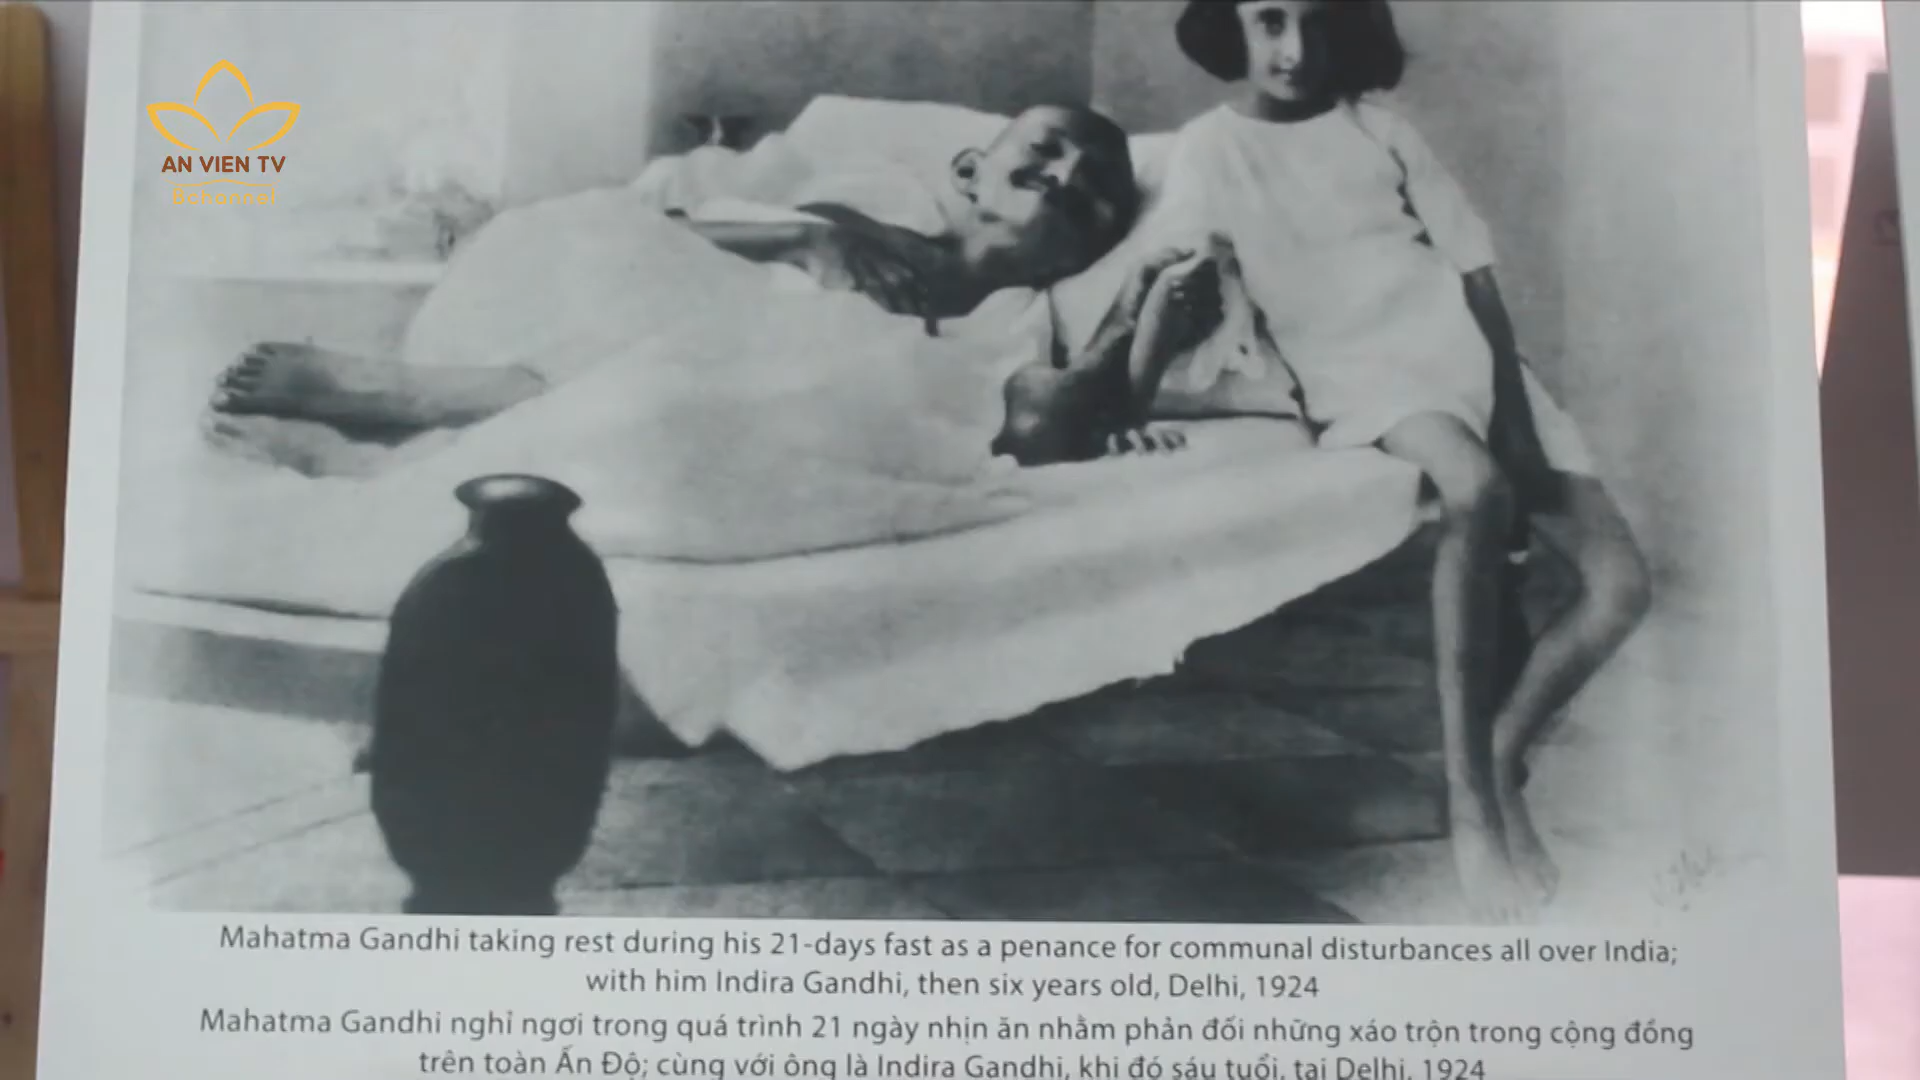 AN VIEN TV
Bchannel
Mahatma Gandhi taking rest during his 21-days fast as a penance for communal disturbances all over India;
with him Indira Gandhi, then six years old, Delhi, 1924
Mahatma Gandhi nghỉ ngơi trong quá trình 21 ngày nhịn ăn nhằm phản đối những xáo trộn trong cộng đồng
trên toàn Ấn Độ; cùng với ông là Indira Gandhi, khi đó sáu tuổi, tại Delhi, 1924